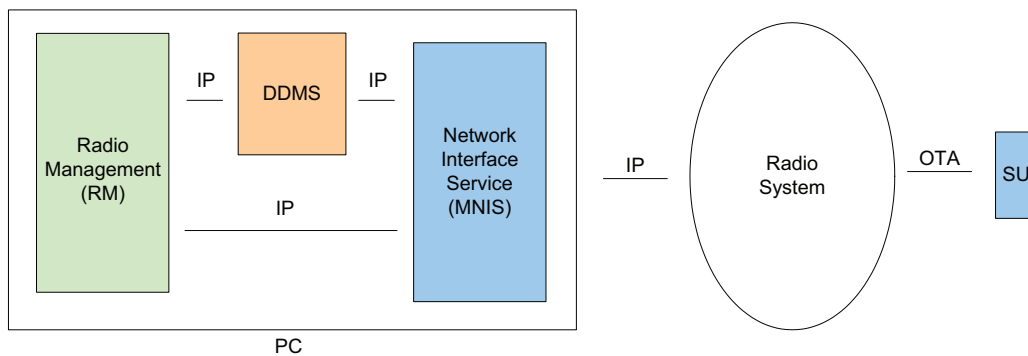 IP
DDMS
IP
Radio
Management
(RM)
IP
Network
Interface
Service
(MNIS)
IP
Radio
System
OTA
SU
PC